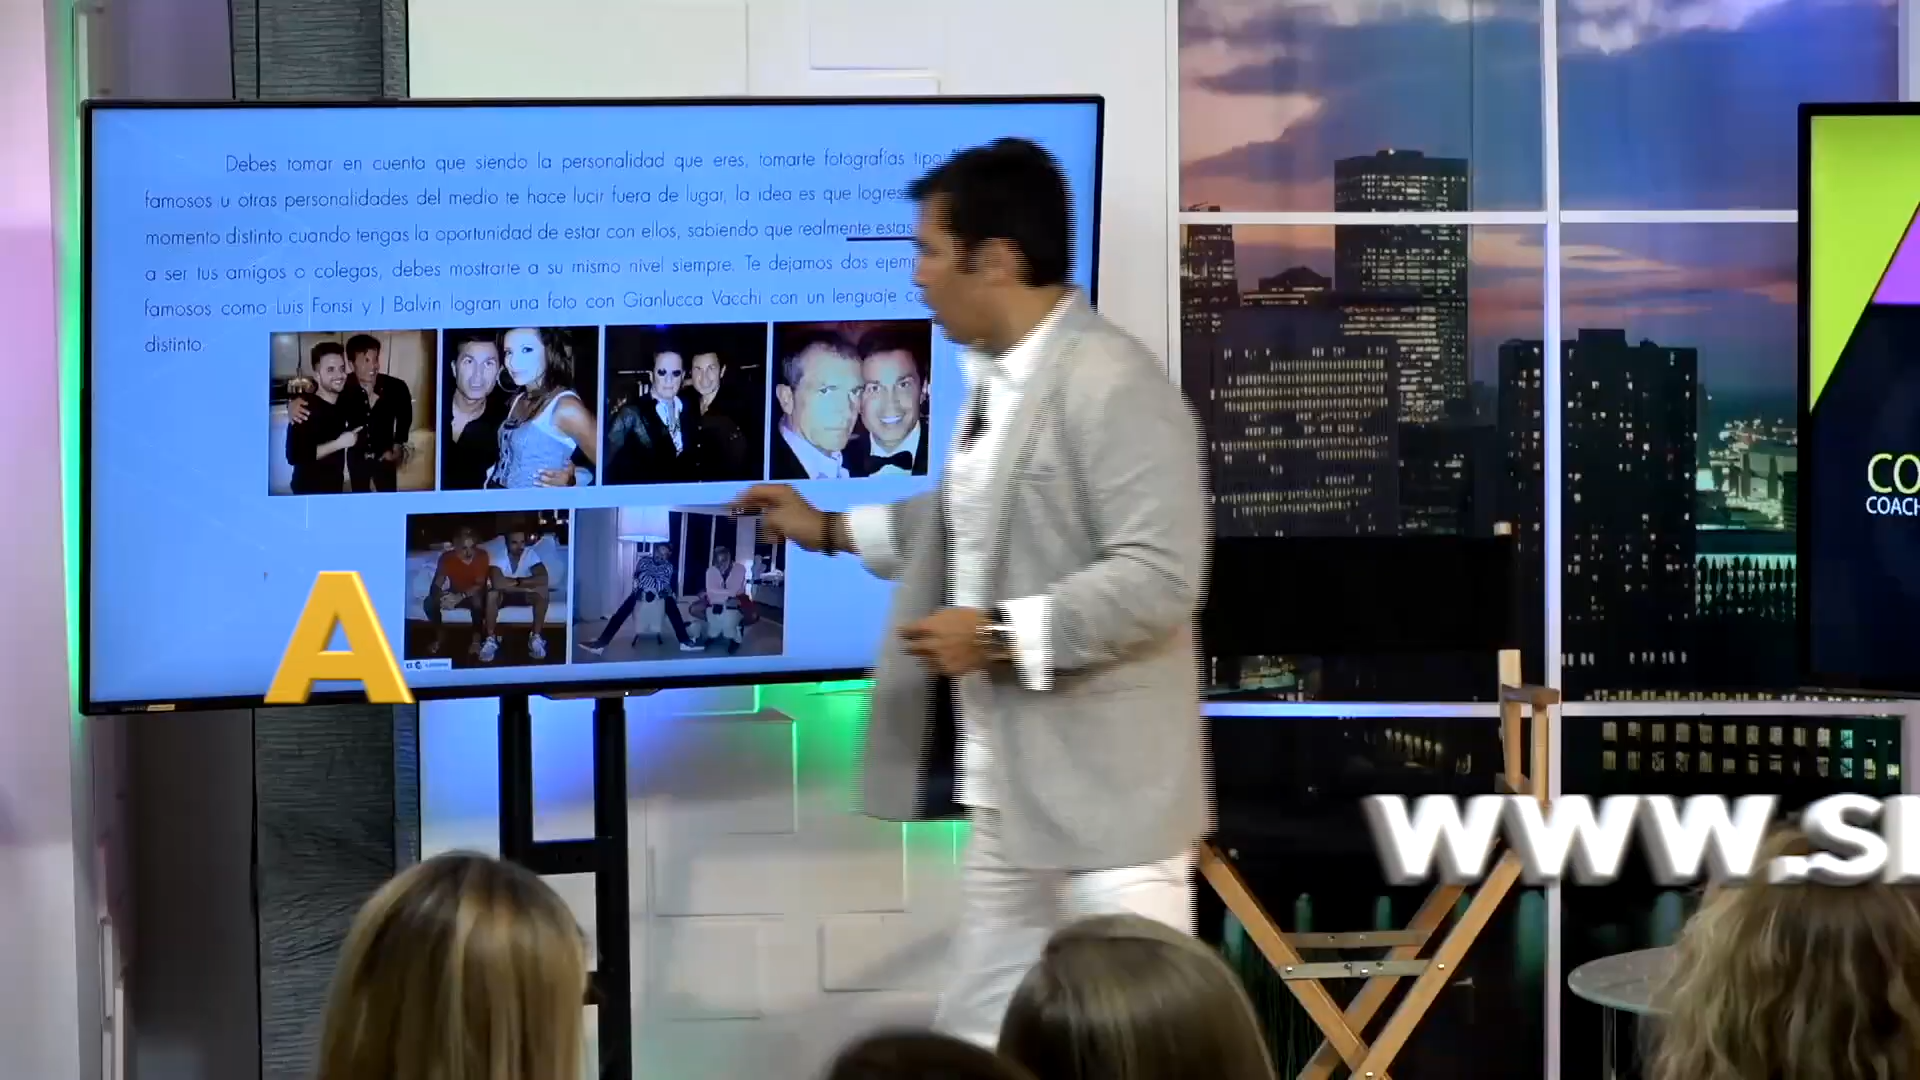 Debes tomar en cuenta que siendo la personalidad que eres, tomarte fotografías tipo
famosos u otras personalidades del medio te hace lucir fuera de lugar, la idea es que logres
momento distinto cuando tengas la oportunidad de estar con ellos, sabiendo que realmente estas
a ser tus amigos o colegas, debes mostrarte a su mismo nivel siempre. Te dejamos dos ejemp
famosos como Luis Fonsi y J Balvin logran una foto con Gianlucca Vacchi con un lenguaje co
distinto.
A
CO
COACH
WWW.SE